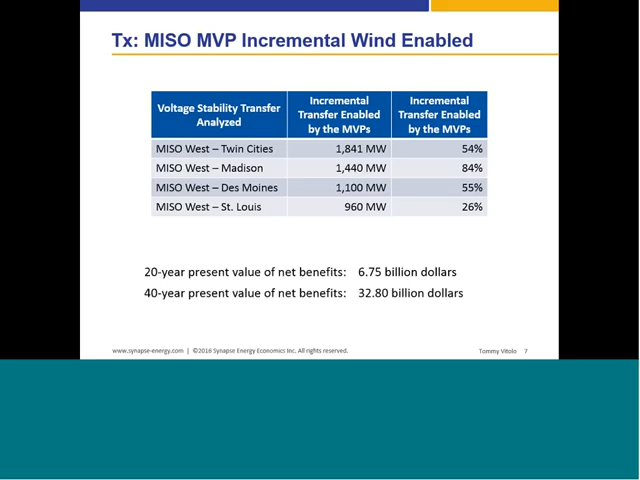 Tx: MISO MVP Incremental Wind Enabled
Voltage Stability Transfer Analyzed Incremental Transfer Enabled by the MVPs Incremental Transfer Enabled by the MVPs
MISO West – Twin Cities 1,841 MW 54%
MISO West – Madison 1,440 MW 84%
MISO West – Des Moines 1,100 MW 55%
MISO West – St. Louis 960 MW 26%
20-year present value of net benefits: 6.75 billion dollars
40-year present value of net benefits: 32.80 billion dollars
www.synapse-energy.com | ©2016 Synapse Energy Economics Inc. All rights reserved. Tommy Vitolo 7